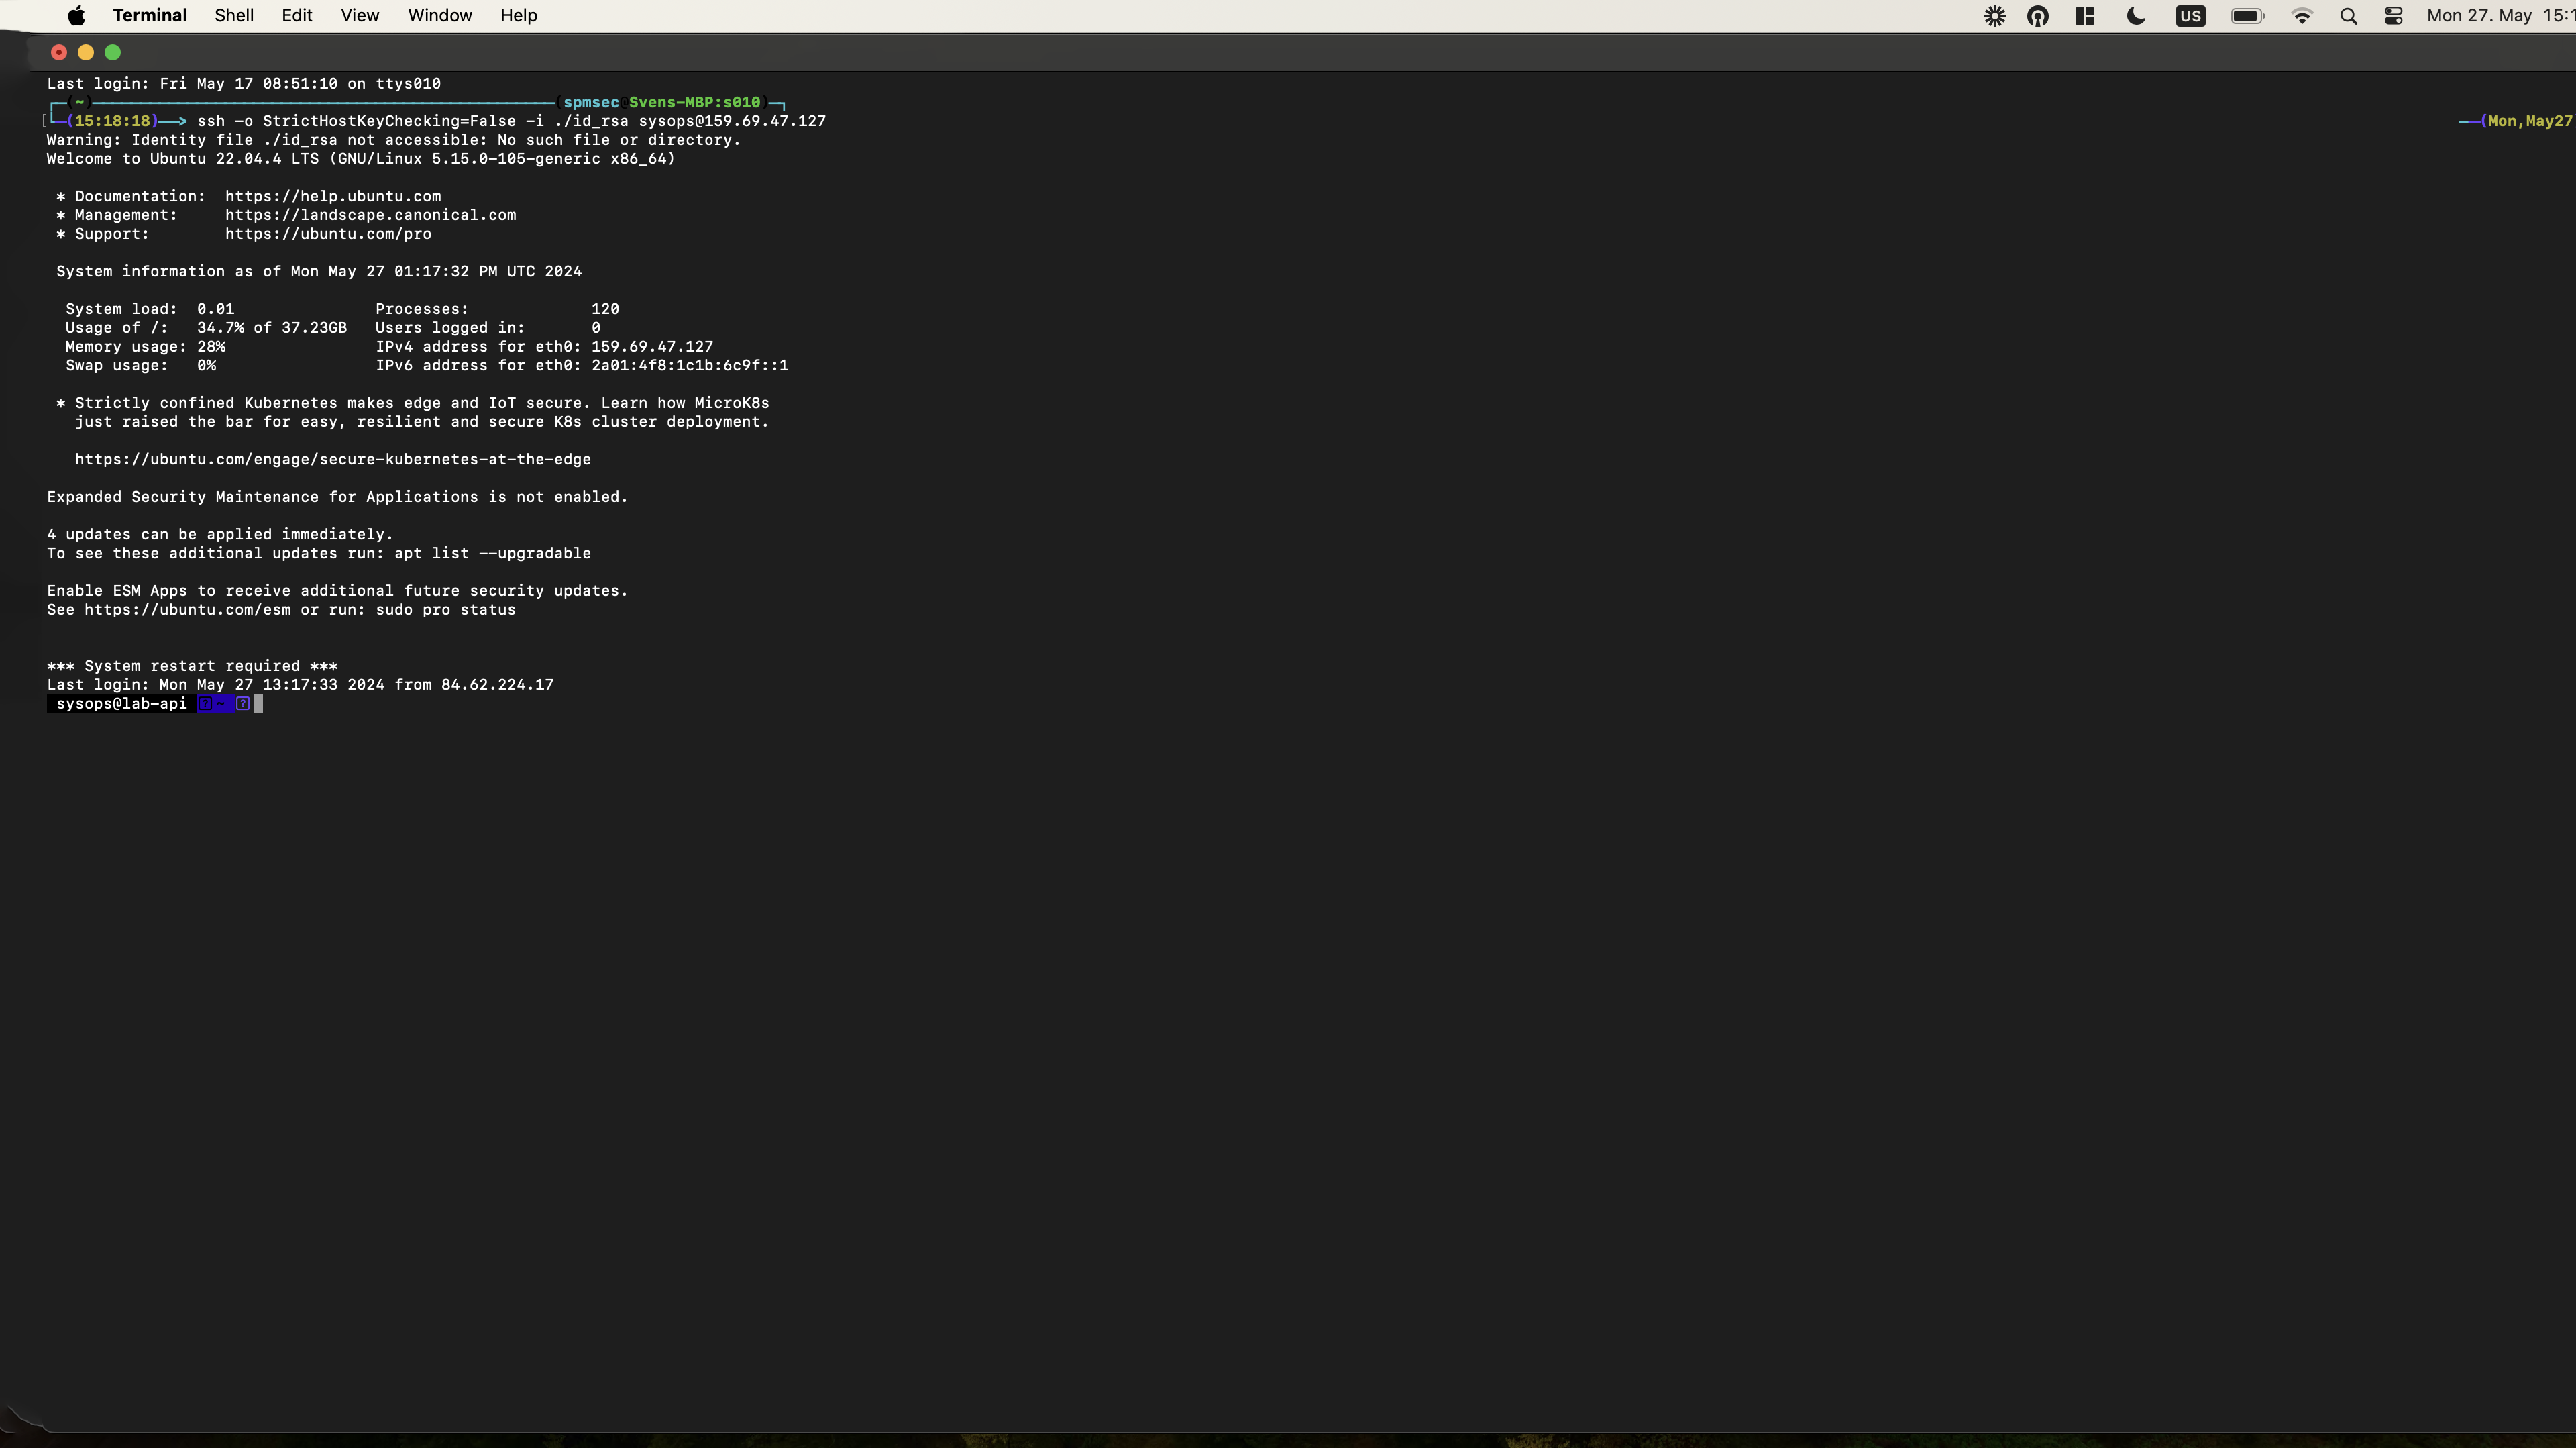 Terminal Shell Edit View Window Help US Mon 27. May 15:1
Last login: Fri May 17 08:51:10 on ttys010
(~) (spmsec@Svens-MBP:s010)
(15:18:18)—> ssh -o StrictHostKeyChecking=False -i ./id_rsa sysops@159.69.47.127 —(Mon,May27
Warning: Identity file ./id_rsa not accessible: No such file or directory.
Welcome to Ubuntu 22.04.4 LTS (GNU/Linux 5.15.0-105-generic x86_64)
* Documentation: https://help.ubuntu.com
* Management: https://landscape.canonical.com
* Support: https://ubuntu.com/pro
System information as of Mon May 27 01:17:32 PM UTC 2024
System load: 0.01 Processes: 120
Usage of /: 34.7% of 37.23GB Users logged in: 0
Memory usage: 28% IPv4 address for eth0: 159.69.47.127
Swap usage: 0% IPv6 address for eth0: 2a01:4f8:1c1b:6c9f::1
* Strictly confined Kubernetes makes edge and IoT secure. Learn how MicroK8s
just raised the bar for easy, resilient and secure K8s cluster deployment.
https://ubuntu.com/engage/secure-kubernetes-at-the-edge
Expanded Security Maintenance for Applications is not enabled.
4 updates can be applied immediately.
To see these additional updates run: apt list --upgradable
Enable ESM Apps to receive additional future security updates.
See https://ubuntu.com/esm or run: sudo pro status
*** System restart required ***
Last login: Mon May 27 13:17:33 2024 from 84.62.224.17
sysops@lab-api ? ~ ?